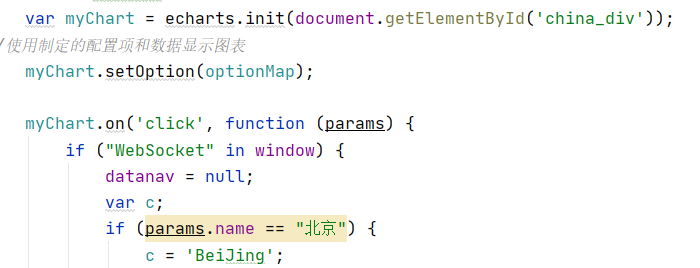 var myChart = echarts.init(document.getElementById('china_div'));
/使用制定的配置项和数据显示图表
myChart.setOption(optionMap);
myChart.on('click', function (params) {
if ("WebSocket" in window) {
datanav = null;
var c;
if (params.name == "北京") {
c = 'BeiJing';